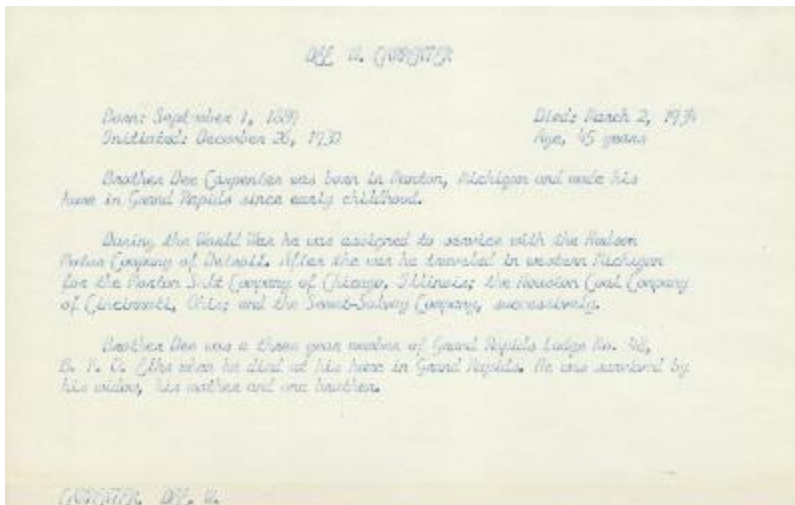 DEE W. CARPENTER
Born: September 1, Died: March 2, 1934
Initiated: December 26, 1930 Age, 45 years
Brother Dee Carpenter was born in Manton, Michigan and made his
home in Grand Rapids since early childhood.
During the World War he was assigned to service with the Hudson
Motor Company of Detroit. After the war he traveled in western Michigan
for the Morton Salt Company of Chicago, Illinois; the Houston Coal Company
of Cincinnati, Ohio; and the Semet-Solvay Company, successively.
Brother Dee was a three year member of Grand Rapids Lodge No. 48,
B. P. O. Elks when he died at his home in Grand Rapids. He was survived by
his widow, his mother and one brother.
CARPENTER, DEE. W.